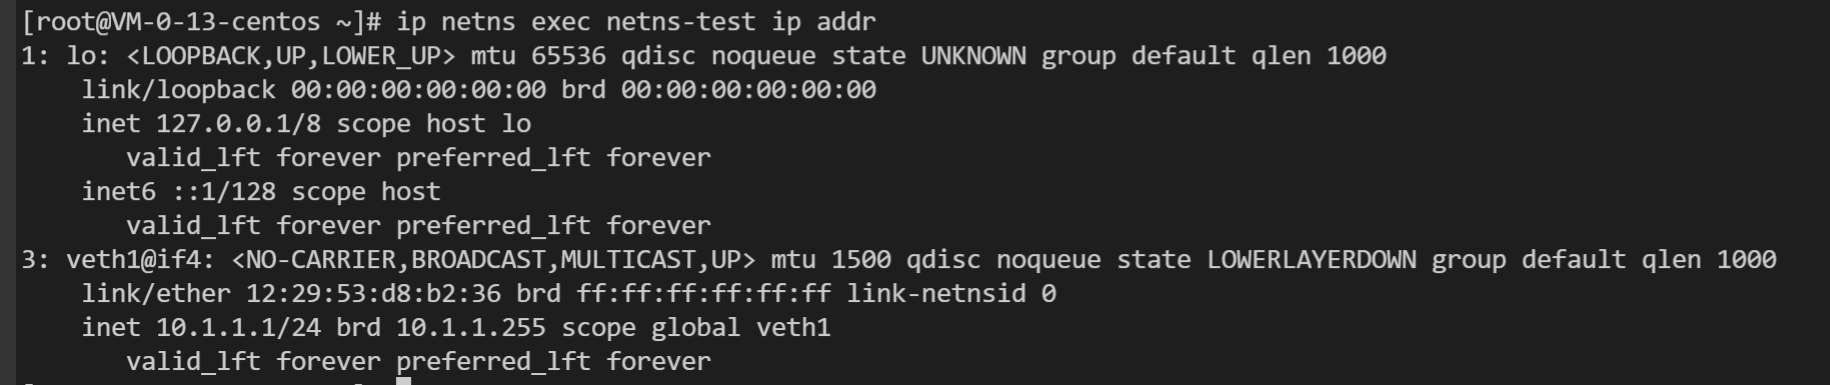 [root@VM-0-13-centos ~]# ip netns exec netns-test ip addr
1: lo: <LOOPBACK,UP,LOWER_UP> mtu 65536 qdisc noqueue state UNKNOWN group default qlen 1000
    link/loopback 00:00:00:00:00:00 brd 00:00:00:00:00:00
    inet 127.0.0.1/8 scope host lo
       valid_lft forever preferred_lft forever
    inet6 ::1/128 scope host
       valid_lft forever preferred_lft forever
3: veth1@if4: <NO-CARRIER,BROADCAST,MULTICAST,UP> mtu 1500 qdisc noqueue state LOWERLAYERDOWN group default qlen 1000
    link/ether 12:29:53:d8:b2:36 brd ff:ff:ff:ff:ff:ff link-netnsid 0
    inet 10.1.1.1/24 brd 10.1.1.255 scope global veth1
       valid_lft forever preferred_lft forever